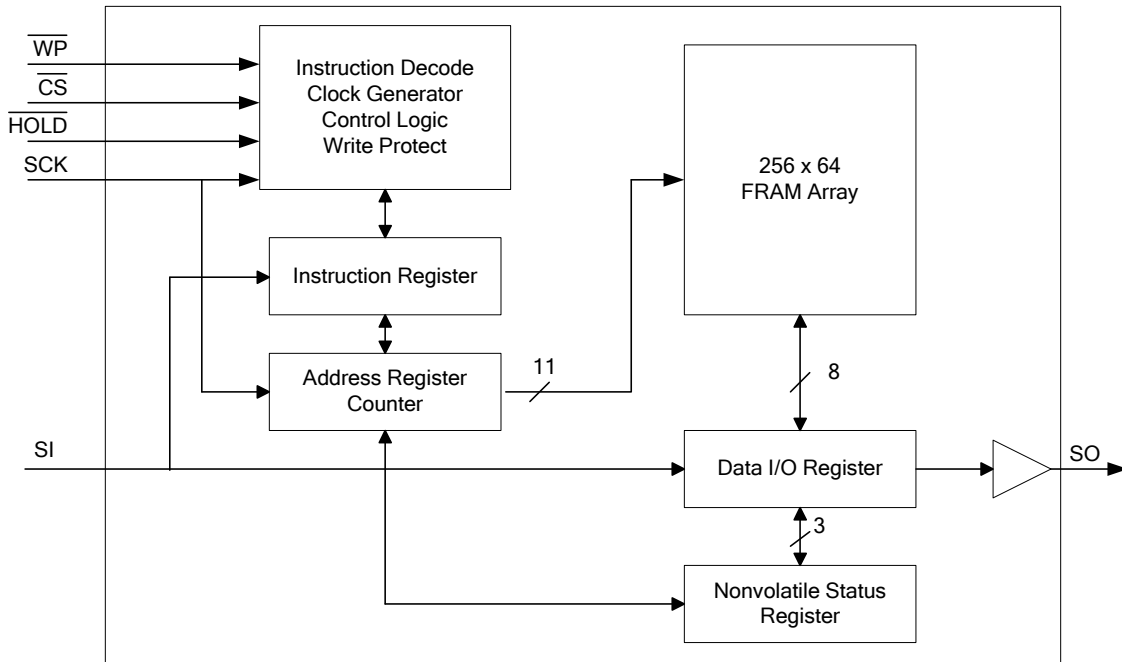 WP
CS
HOLD
SCK
Instruction Decode
Clock Generator
Control Logic
Write Protect
256 x 64
FRAM Array
Instruction Register
Address Register
Counter
11
8
SI
Data I/O Register
SO
3
Nonvolatile Status
Register